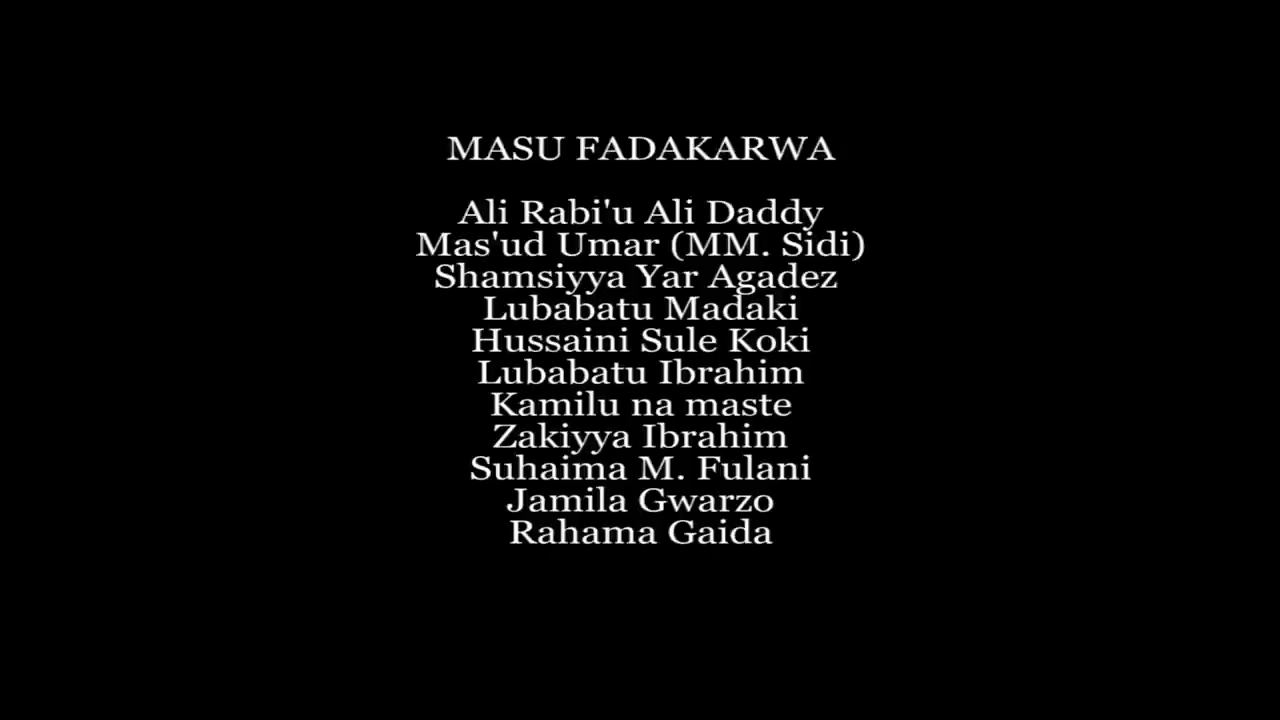 MASU FADAKARWA
Ali Rabi'u Ali Daddy
Mas'ud Umar (MM. Sidi)
Shamsiyya Yar Agadez
Lubabatu Madaki
Hussaini Sule Koki
Lubabatu Ibrahim
Kamilu na maste
Zakiyya Ibrahim
Suhaima M. Fulani
Jamila Gwarzo
Rahama Gaida